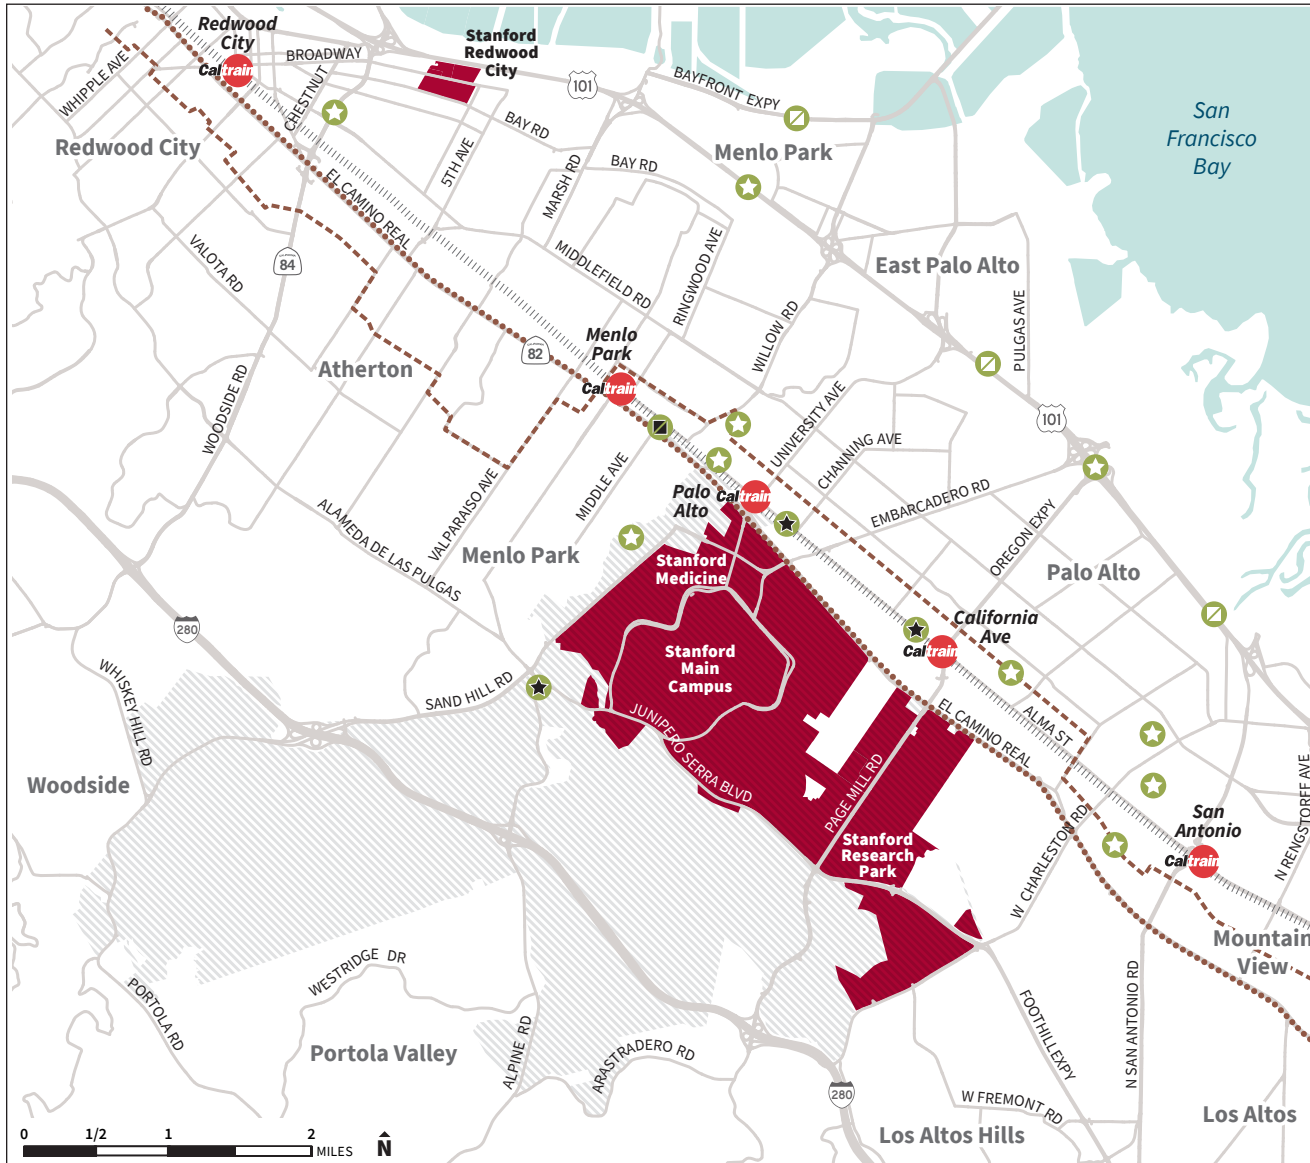 Redwood
City
Caltrain
BROADWAY
Stanford
Redwood
City
WHIPPLE AVE
CHESTNUT
101
BAYFRONT EXPY
San
Francisco
Bay
Redwood City
5TH AVE
BAY RD
MARSH RD
BAY RD
Menlo Park
EL CAMINO REAL
VALOTA RD
84
MIDDLEFIELD RD
RINGWOOD AVE
East Palo Alto
PULGAS AVE
WILLOW RD
Menlo
Park
Caltrain
82
Atherton
WOODSIDE RD
101
UNIVERSITY AVE
CHANNING AVE
EMBARCADERO RD
VALPARAISO AVE
MIDDLE AVE
Palo
Alto
Caltrain
OREGON EXPY
ALAMEDA DE LAS PULGAS
Menlo Park
Stanford
Medicine
Palo Alto
California
Ave
Caltrain
280
Stanford
Main
Campus
WHISKEY HILL RD
SAND HILL RD
JUNIPERO SERRA BLVD
EL CAMINO REAL
ALMA ST
PAGE MILL RD
Woodside
N RENGSTORFF AVE
San
Antonio
Caltrain
Stanford
Research
Park
W CHARLESTON RD
Mountain
View
WESTRIDGE DR
PORTOLA RD
Portola Valley
ALPINE RD
ARASTRADERO RD
FOOTHILL EXPY
N SAN ANTONIO RD
280
W FREMONT RD
Los Altos Hills
Los Altos
0 1/2 1 2
MILES
N